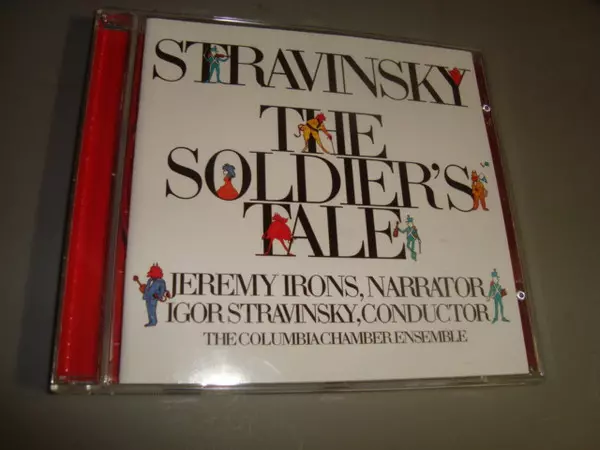 STRAVINSKY
THE
SOLDIER'S
TALE
JEREMY IRONS, NARRATOR
IGOR STRAVINSKY, CONDUCTOR
THE COLUMBIA CHAMBER ENSEMBLE